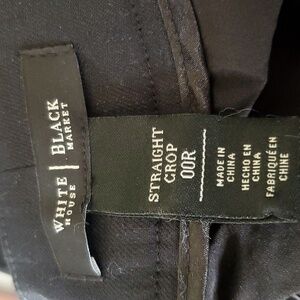 WHITE | BLACK
HOUSE | MARKET
STRAIGHT
CROP
00R
MADE IN
CHINA
HECHO EN
CHINA
FABRIQUÉ EN
CHINE